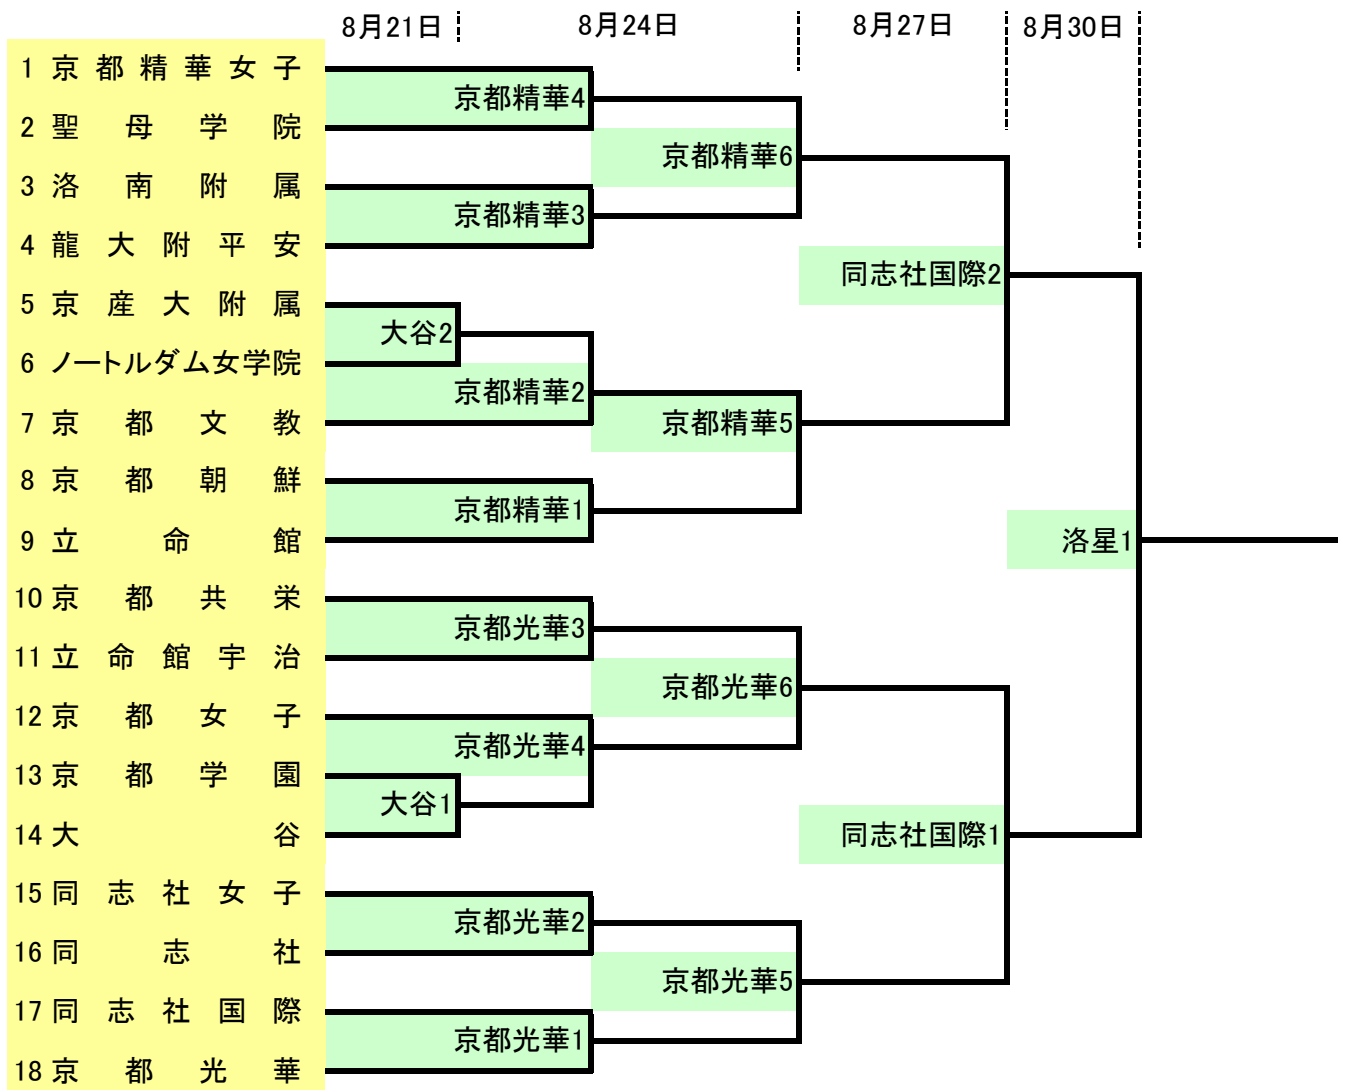 8月21日 8月24日 8月27日 8月30日
1 京都精華女子
京都精華4
2 聖母学院
京都精華6
3 洛南附属
京都精華3
4 龍大附平安
同志社国際2
5 京産大附属
大谷2
6 ノートルダム女学院
京都精華2
7 京都文教
京都精華5
8 京都朝鮮
京都精華1
9 立命館
洛星1
10 京都共栄
京都光華3
11 立命館宇治
京都光華6
12 京都女子
京都光華4
13 京都学園
大谷1
14 大谷
同志社国際1
15 同志社女子
京都光華2
16 同志社
京都光華5
17 同志社国際
京都光華1
18 京都光華